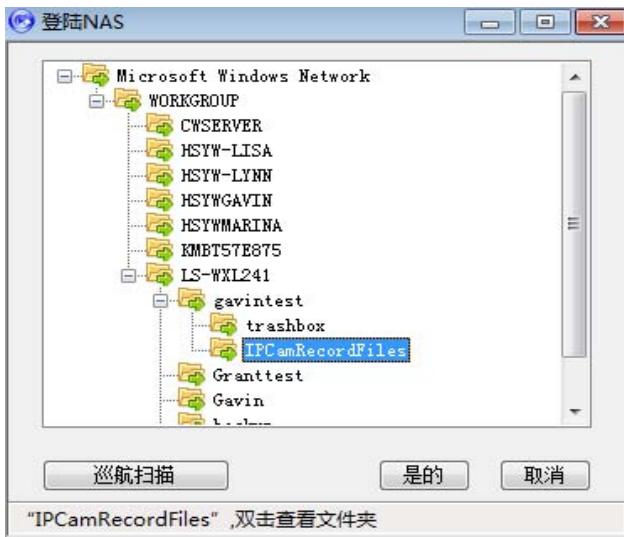 登陆NAS
Microsoft Windows Network
WORKGROUP
CWSERVER
HSYW-LISA
HSYW-LYNN
HSYWGAVIN
HSYWMARINA
KMBT57E875
LS-WXL241
gavintest
trashbox
IPCamRecordFiles
Granttest
Gavin
巡航扫描 是的 取消
“IPCamRecordFiles” ,双击查看文件夹